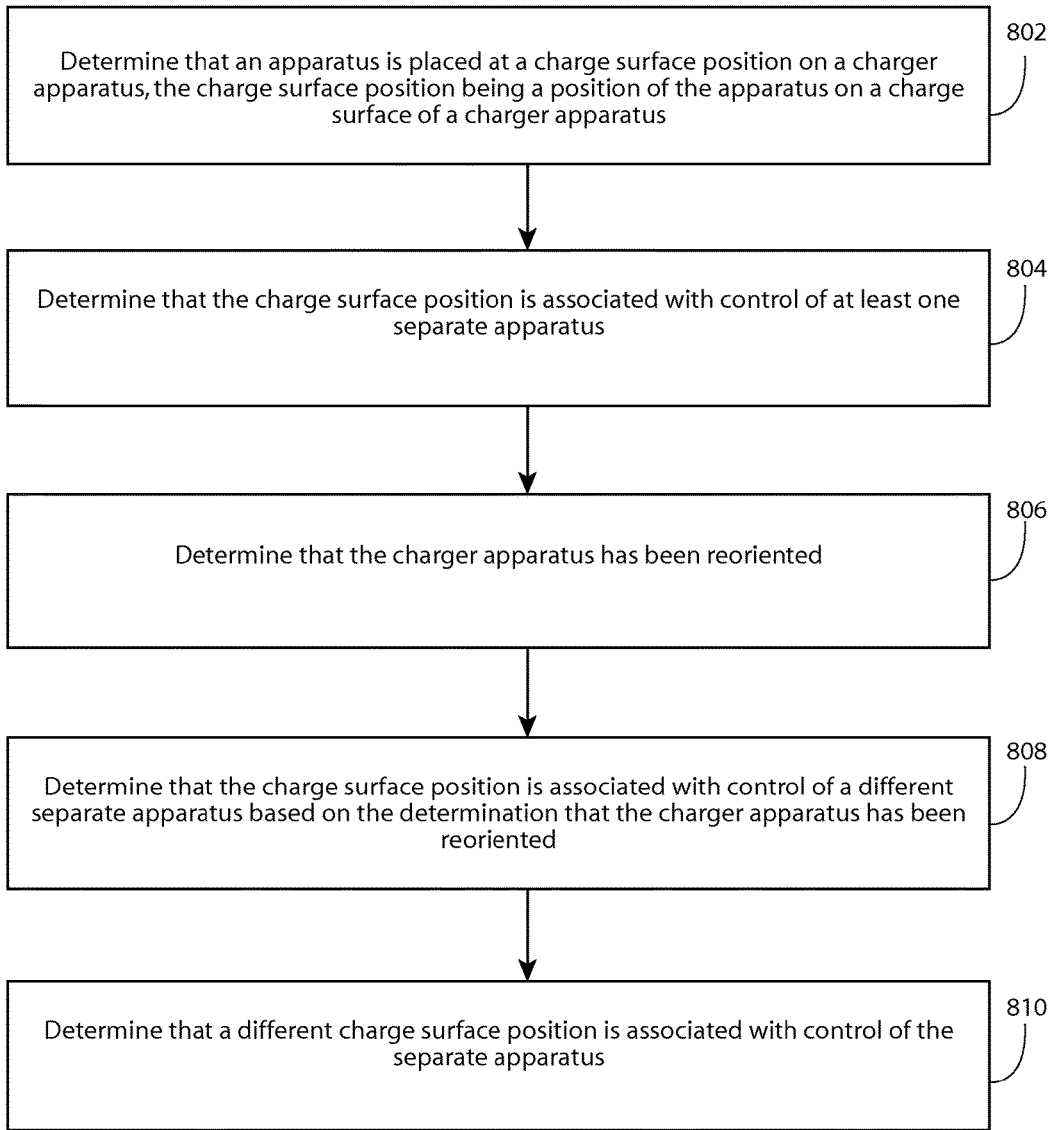 802
Determine that an apparatus is placed at a charge surface position on a charger
apparatus, the charge surface position being a position of the apparatus on a charge
surface of a charger apparatus
804
Determine that the charge surface position is associated with control of at least one
separate apparatus
806
Determine that the charger apparatus has been reoriented
808
Determine that the charge surface position is associated with control of a different
separate apparatus based on the determination that the charger apparatus has been
reoriented
810
Determine that a different charge surface position is associated with control of the
separate apparatus